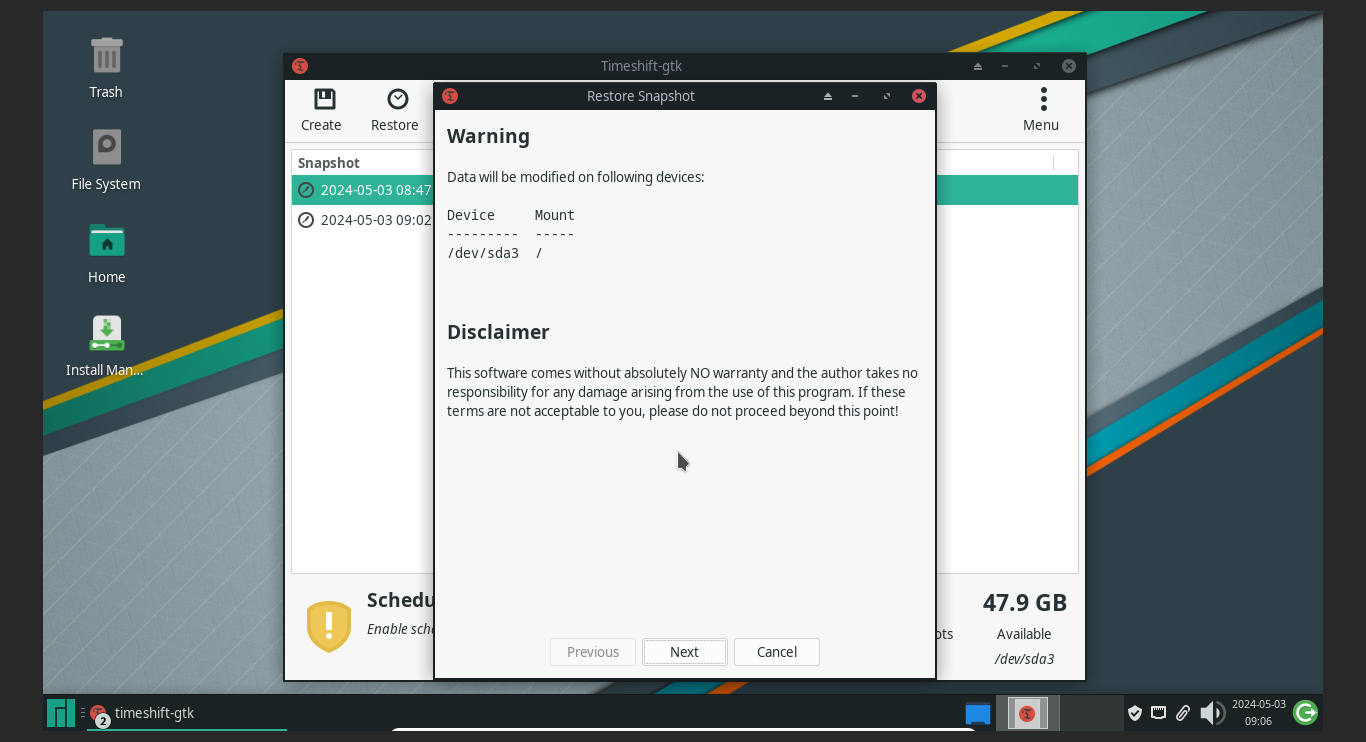 Trash
File System
Home
Install Man...
Timeshift-gtk
Create
Restore
Menu
Snapshot
2024-05-03 08:47
2024-05-03 09:02
Restore Snapshot
Warning
Data will be modified on following devices:
Device Mount
--------- -----
/dev/sda3 /
Disclaimer
This software comes without absolutely NO warranty and the author takes no
responsibility for any damage arising from the use of this program. If these
terms are not acceptable to you, please do not proceed beyond this point!
Previous
Next
Cancel
Schedu
Enable sche
47.9 GB
ots
Available
/dev/sda3
2
timeshift-gtk
2024-05-03
09:06